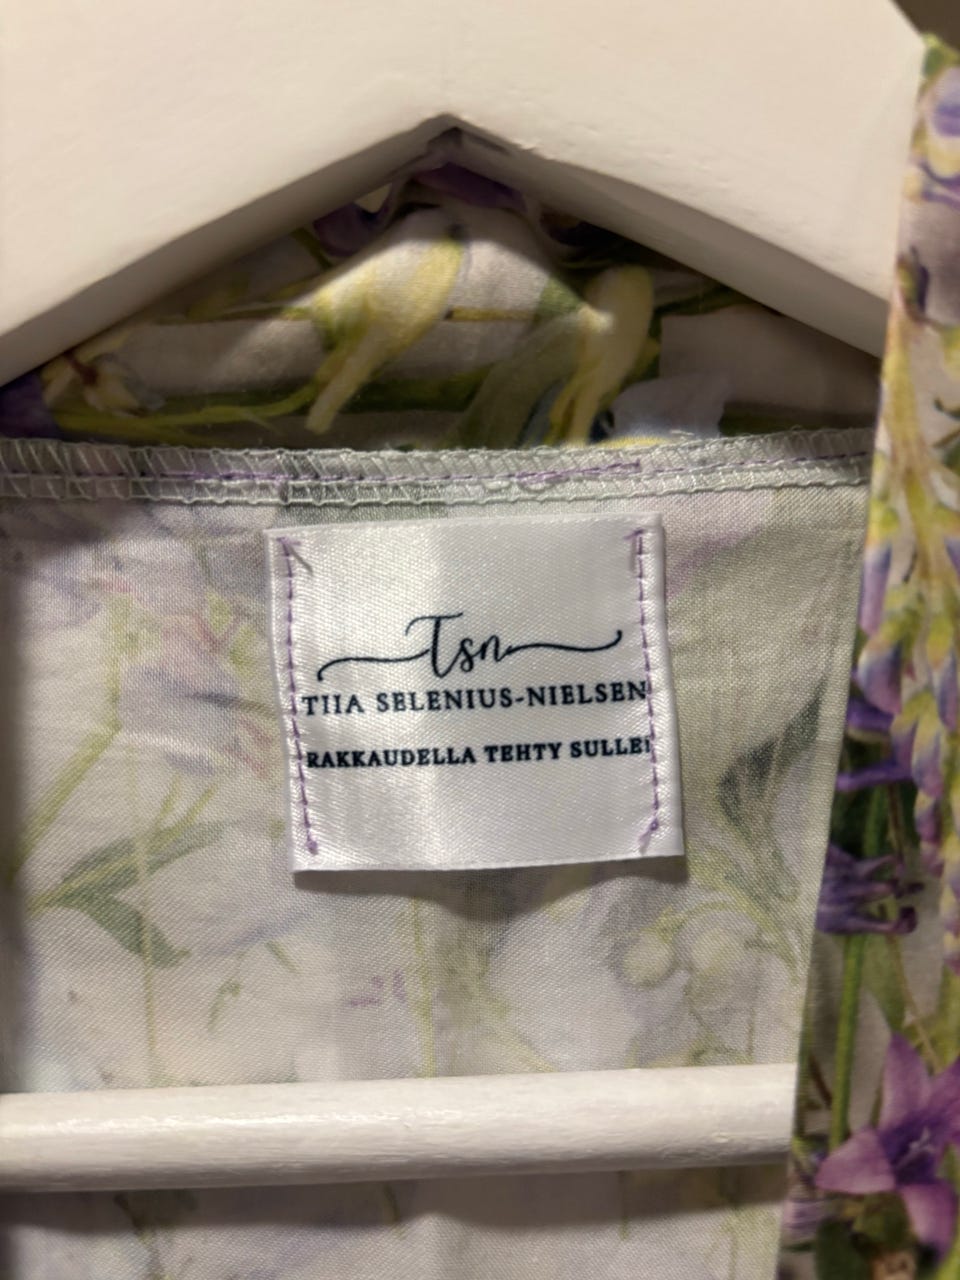 Tsn
TIIA SELENIUS-NIELSEN
RAKKAUDELLA TEHTY SULLE!